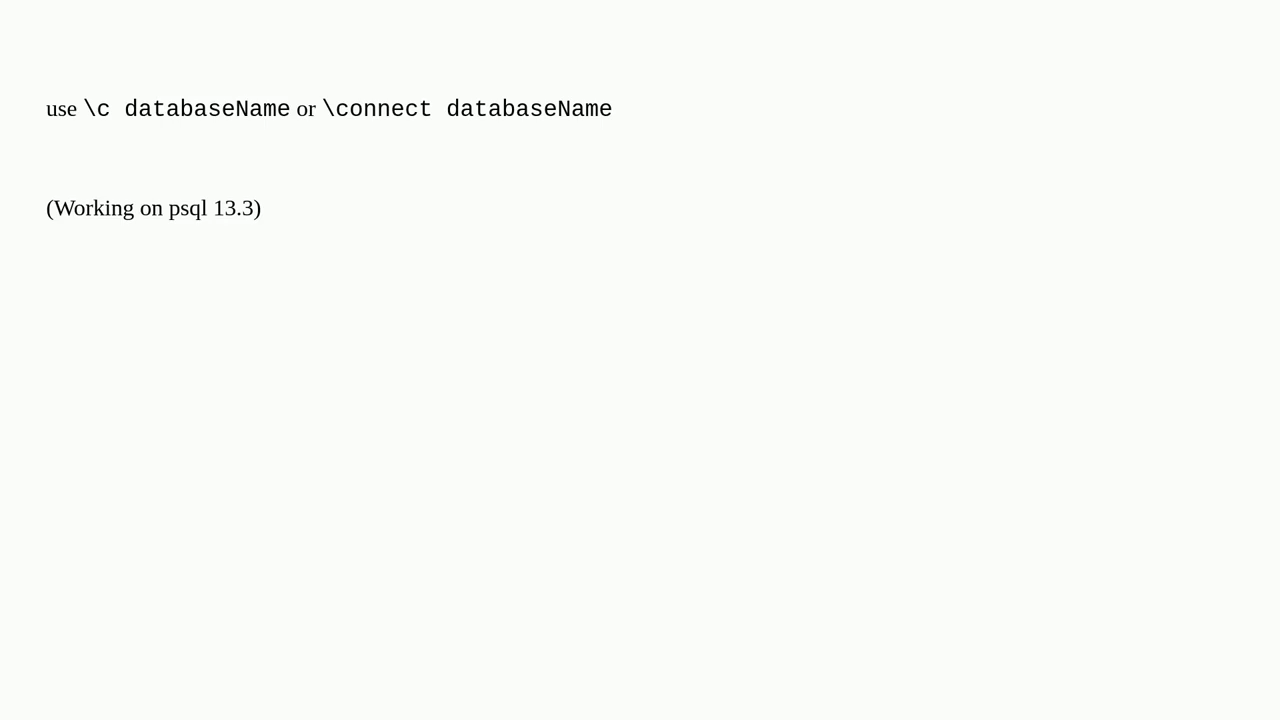 use \c databaseName or \connect databaseName
(Working on psql 13.3)